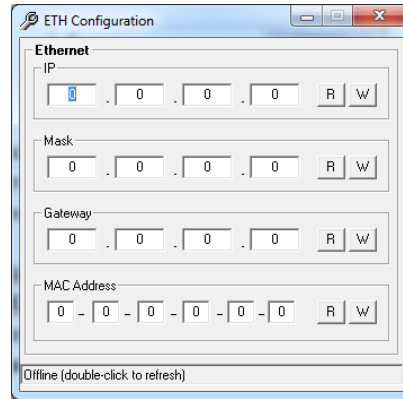 ETH Configuration
Ethernet
IP
0 . 0 . 0 . 0 R W
Mask
0 . 0 . 0 . 0 R W
Gateway
0 . 0 . 0 . 0 R W
MAC Address
0 - 0 - 0 - 0 - 0 - 0 R W
Offline (double-click to refresh)